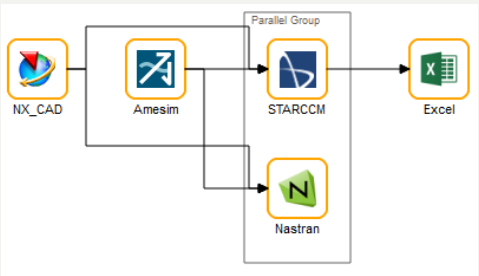 Parallel Group
NX_CAD
Amesim
STARCCM
Excel
X
N
Nastran